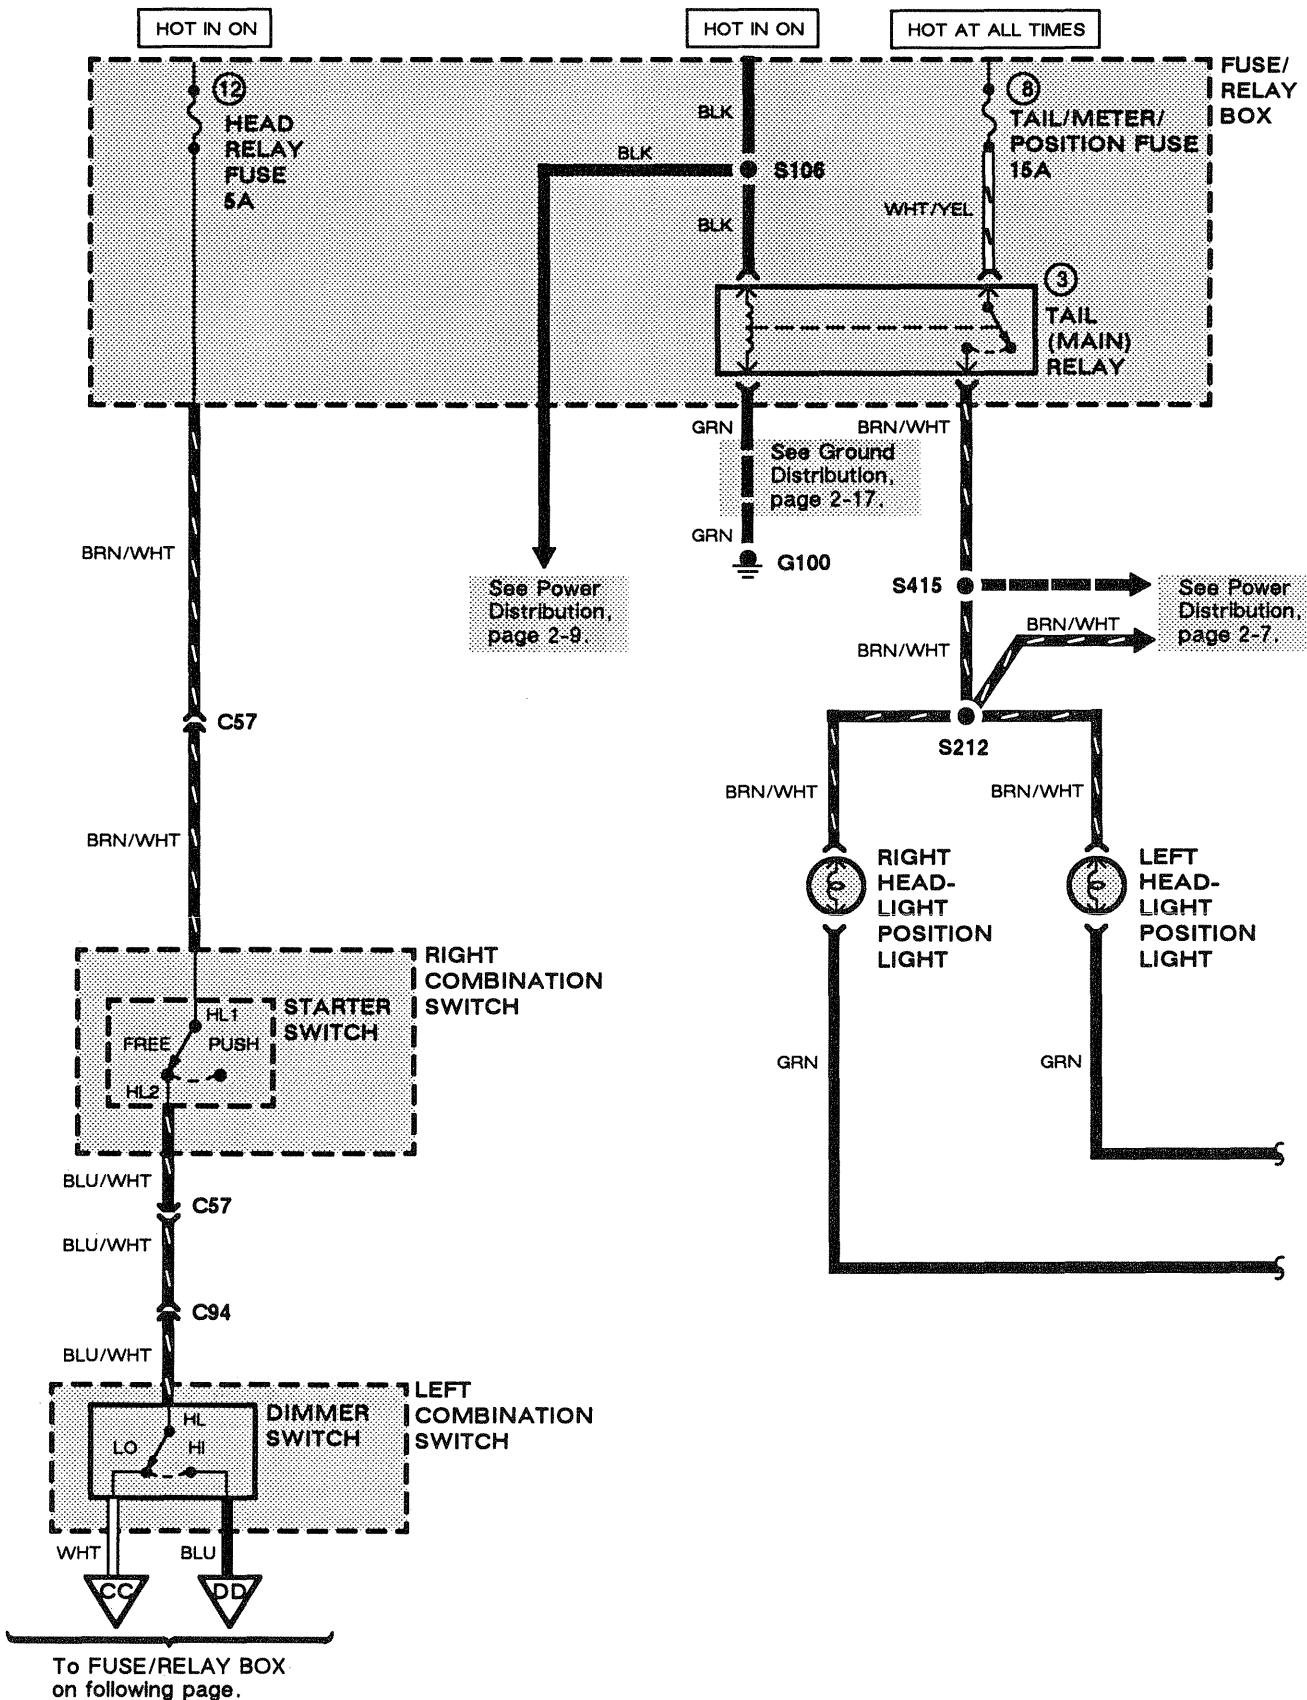 HOT IN ON
HOT IN ON
HOT AT ALL TIMES
FUSE/
RELAY
BOX
12
HEAD
RELAY
FUSE
5A
BLK
BLK
S106
BLK
8
TAIL/METER/
POSITION FUSE
15A
WHT/YEL
3
TAIL
(MAIN)
RELAY
GRN
BRN/WHT
See Ground
Distribution,
page 2-17.
GRN
G100
BRN/WHT
See Power
Distribution,
page 2-9.
S415
See Power
Distribution,
page 2-7.
BRN/WHT
BRN/WHT
C57
S212
BRN/WHT
BRN/WHT
BRN/WHT
RIGHT
HEAD-
LIGHT
POSITION
LIGHT
LEFT
HEAD-
LIGHT
POSITION
LIGHT
RIGHT
COMBINATION
SWITCH
STARTER
SWITCH
HL1
FREE
PUSH
HL2
GRN
GRN
BLU/WHT
C57
BLU/WHT
C94
BLU/WHT
LEFT
COMBINATION
SWITCH
DIMMER
SWITCH
HL
LO
HI
WHT
BLU
CC
DD
To FUSE/RELAY BOX
on following page.